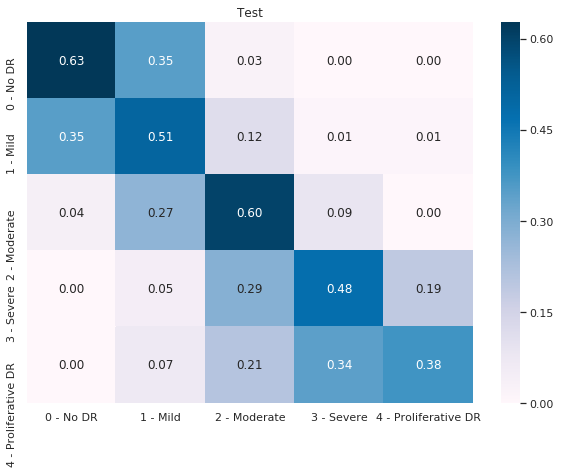 Test
0 - No DR
0.63 0.35 0.03 0.00 0.00
1 - Mild
0.35 0.51 0.12 0.01 0.01
2 - Moderate
0.04 0.27 0.60 0.09 0.00
3 - Severe
0.00 0.05 0.29 0.48 0.19
4 - Proliferative DR
0.00 0.07 0.21 0.34 0.38
0 - No DR 1 - Mild 2 - Moderate 3 - Severe 4 - Proliferative DR
0.60
0.45
0.30
0.15
0.00